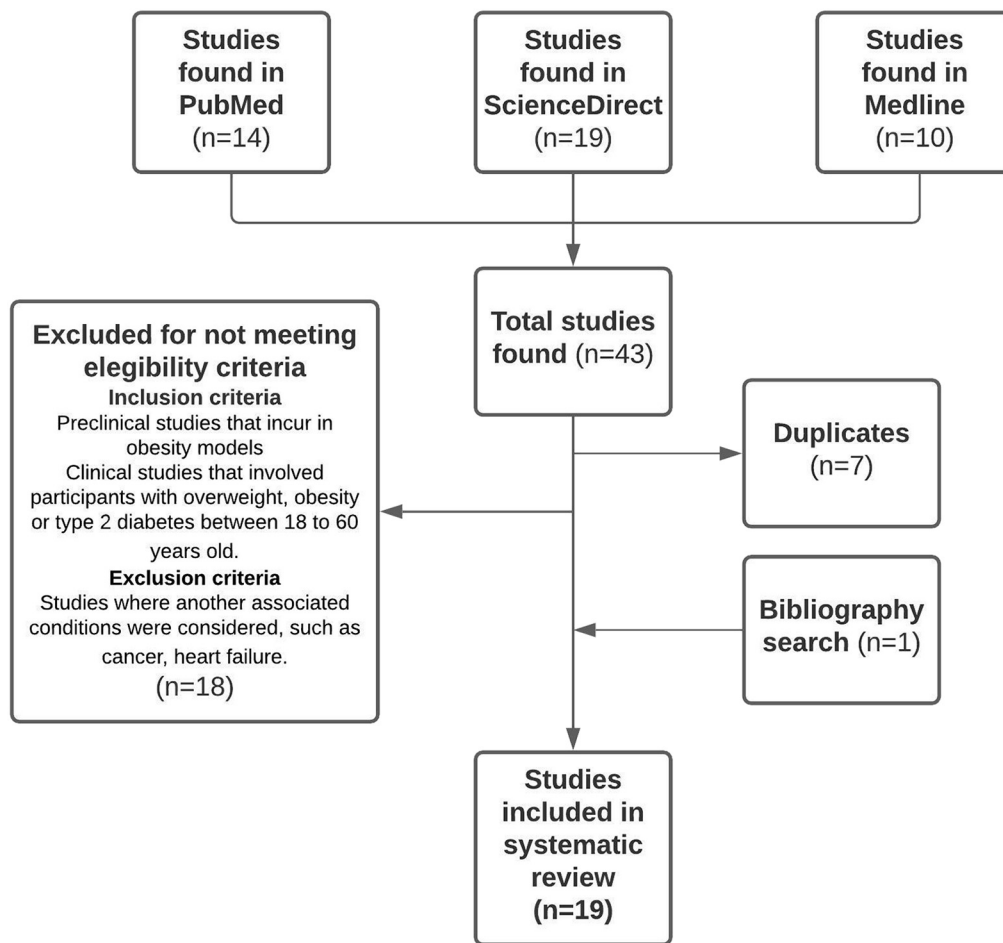 Studies
found in
PubMed
(n=14)
Studies
found in
ScienceDirect
(n=19)
Studies
found in
Medline
(n=10)
Total studies
found (n=43)
Excluded for not meeting
elegibility criteria
Inclusion criteria
Preclinical studies that incur in
obesity models
Clinical studies that involved
participants with overweight, obesity
or type 2 diabetes between 18 to 60
years old.
Exclusion criteria
Studies where another associated
conditions were considered, such as
cancer, heart failure.
(n=18)
Duplicates
(n=7)
Bibliography
search (n=1)
Studies
included in
systematic
review
(n=19)